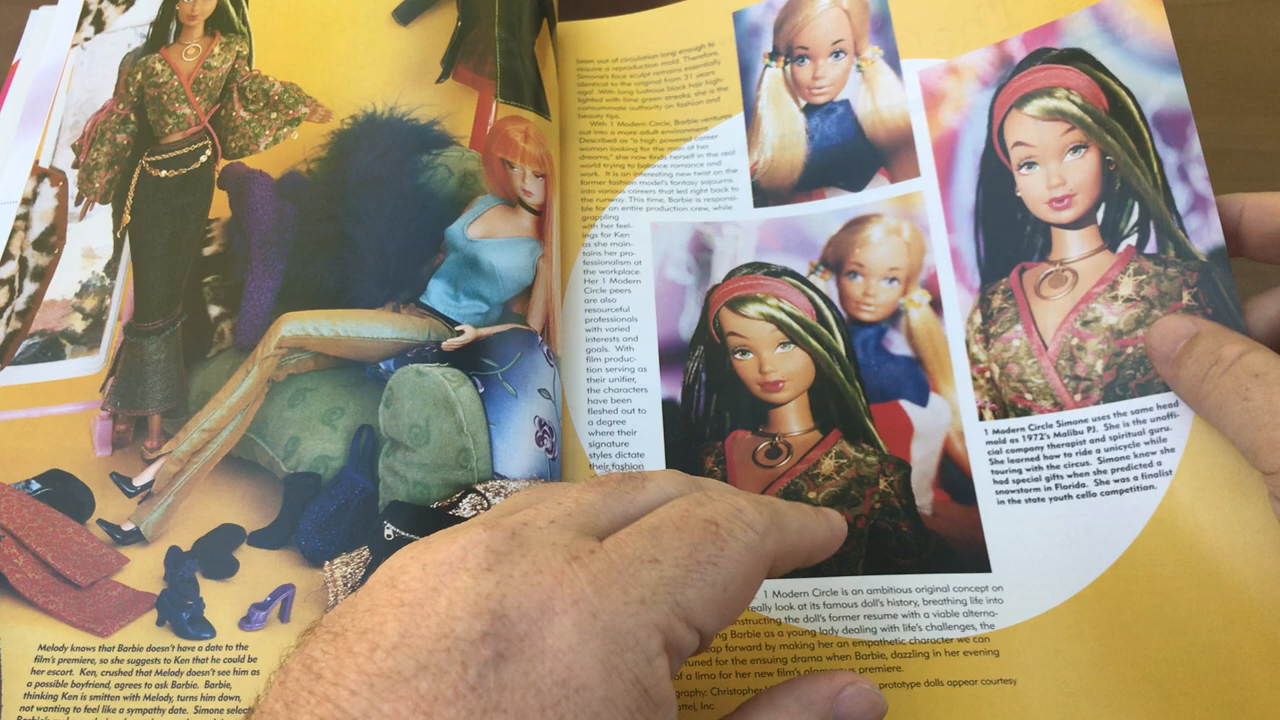 Melody knows that Barbie doesn't have a date to the
film's premiere, so she suggests to Ken that he could be
her escort. Ken, crushed that Melody doesn't see him as
a possible boyfriend, agrees to ask Barbie. Barbie,
thinking Ken is smitten with Melody, turns him down,
not wanting to feel like a sympathy date. Simone select
been out of circulation long enough to
require a reproduction mold. Therefore,
Simone's face sculpt remains essentially
identical to the original from 31 years
ago! With long lustrous black hair high-
lighted with lime green streaks, she is the
consummate authority on fashion and
beauty tips.
With 1 Modern Circle, Barbie ventures
out into a more adult environment.
Described as "a high powered career
woman looking for the man of her
dreams," she now finds herself in the real
world trying to balance romance and
work. It is an interesting new twist on the
former fashion model's fantasy sojourns
into various careers that led right back to
the runway. This time, Barbie is responsi-
ble for an entire production crew, while
grappling
with her feel-
ings for Ken
as she main-
tains her pro-
fessionalism at
the workplace.
Her 1 Modern
Circle peers
are also
resourceful
professionals
with varied
interests and
goals. With
film produc-
tion serving as
their unifier,
the characters
have been
fleshed out to
a degree
where their
signature
styles dictate
their fashion
1 Modern Circle Simone uses the same head
mold as 1972's Malibu PJ. She is the unoffi-
cial company therapist and spiritual guru.
She learned how to ride a unicycle while
touring with the circus. Simone knew she
had special gifts when she predicted a
snowstorm in Florida. She was a finalist
in the state youth cello competition.
1 Modern Circle is an ambitious original concept on
really look at its famous doll's history, breathing life into
nstructing the doll's former resume with a viable alterna-
ng Barbie as a young lady dealing with life's challenges, the
eap forward by making her an empathetic character we can
tuned for the ensuing drama when Barbie, dazzling in her evening
of a limo for her new film's glamorous premiere.
graphy: Christopher prototype dolls appear courtesy
attel, Inc